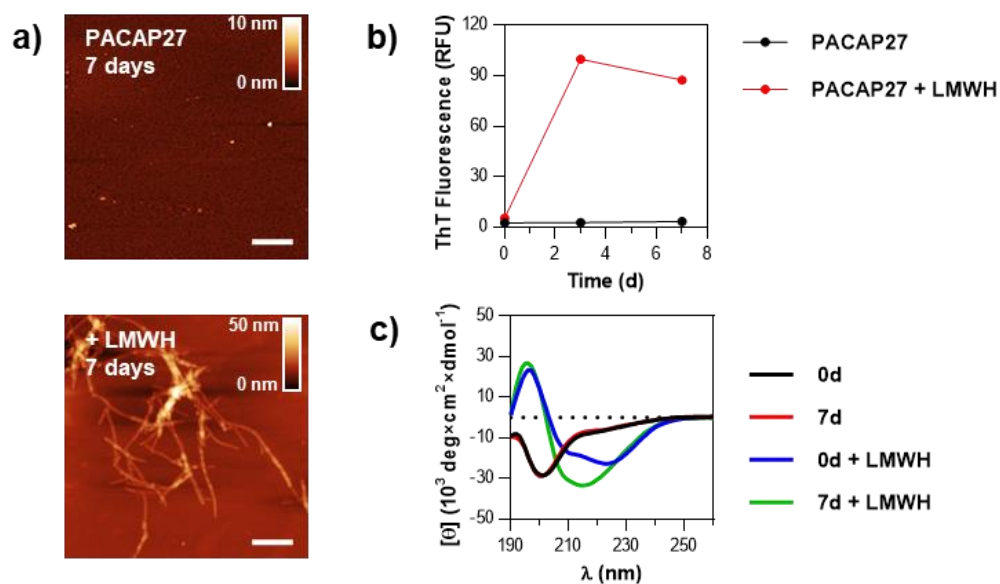 a)
PACAP27
7 days
10 nm
0 nm
+ LMWH
7 days
50 nm
0 nm
b)
ThT Fluorescence (RFU)
120
90
60
30
0
0 2 4 6 8
Time (d)
PACAP27
PACAP27 + LMWH
c)
[θ] (10³ deg×cm²×dmol⁻¹)
50
30
10
-10
-30
-50
190 210 230 250
λ (nm)
0d
7d
0d + LMWH
7d + LMWH